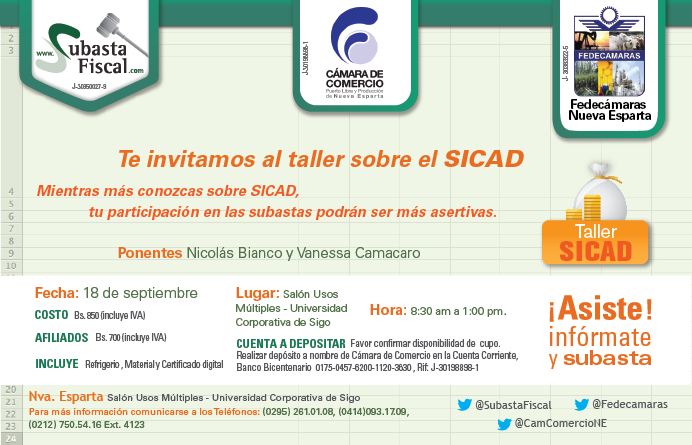 www.SubastaFiscal.com
J-30950027-9
J-30198898-1
CÁMARA DE
COMERCIO
Puerto Libre y Producción
de Nueva Esparta
FEDECAMARAS
Fedecámaras
Nueva Esparta
2
3
Te invitamos al taller sobre el SICAD
4 Mientras más conozcas sobre SICAD,
5
6 tu participación en las subastas podrán ser más asertivas.
7
8
9 Ponentes Nicolás Bianco y Vanessa Camacaro
10
Taller
SICAD
Fecha: 18 de septiembre
COSTO Bs. 850 (incluye IVA)
AFILIADOS Bs. 700 (incluye IVA)
INCLUYE Refrigerio , Material y Certificado digital
Lugar: Salón Usos
Múltiples - Universidad
Corporativa de Sigo
Hora: 8:30 am a 1:00 pm.
CUENTA A DEPOSITAR Favor confirmar disponibilidad de cupo.
Realizar depósito a nombre de Cámara de Comercio en la Cuenta Corriente,
Banco Bicentenario 0175-0457-6200-1120-3630 , Rif: J-30198898-1
¡Asiste!
infórmate
y subasta
20
21 Nva. Esparta Salón Usos Múltiples - Universidad Corporativa de Sigo
22 Para más información comunicarse a los Teléfonos: (0295) 261.01.08, (0414)093.17.09,
23 (0212) 750.54.16 Ext. 4123
24
@SubastaFiscal
@Fedecamaras
@CamComercioNE